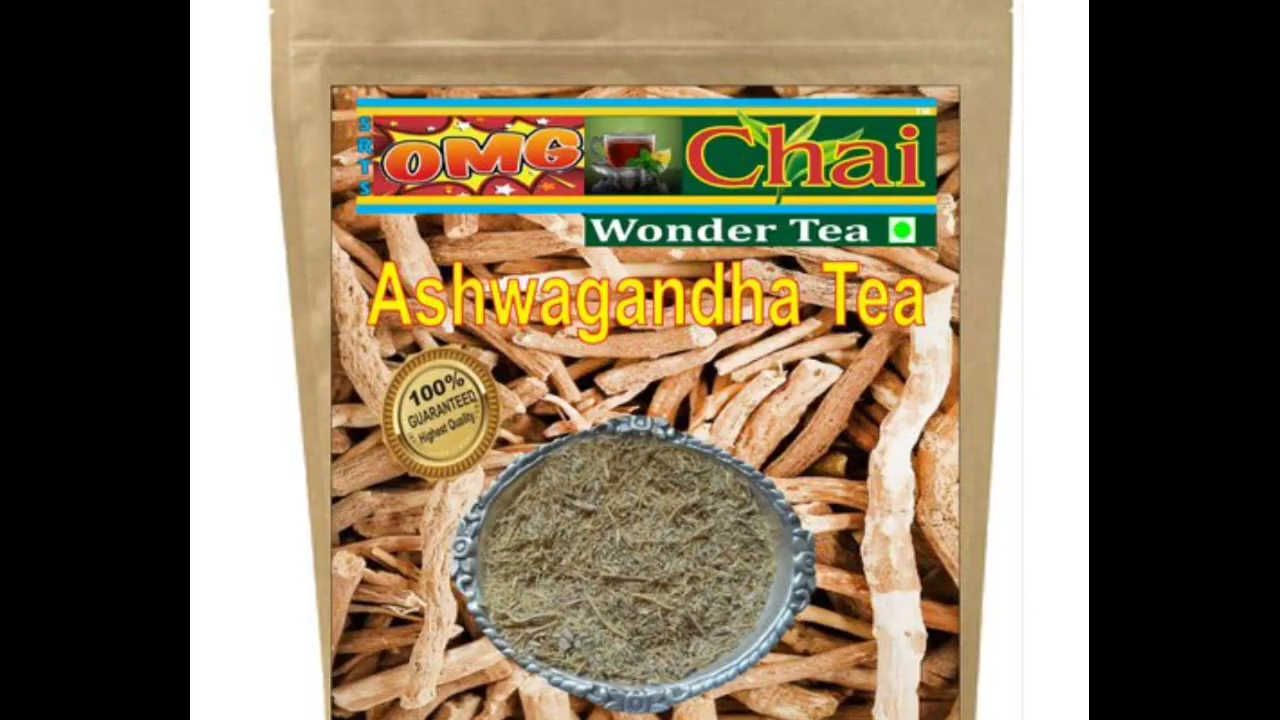 SRTS
OMG Chai TM
Wonder Tea
Ashwagandha Tea
100%
GUARANTEED
Highest Quality